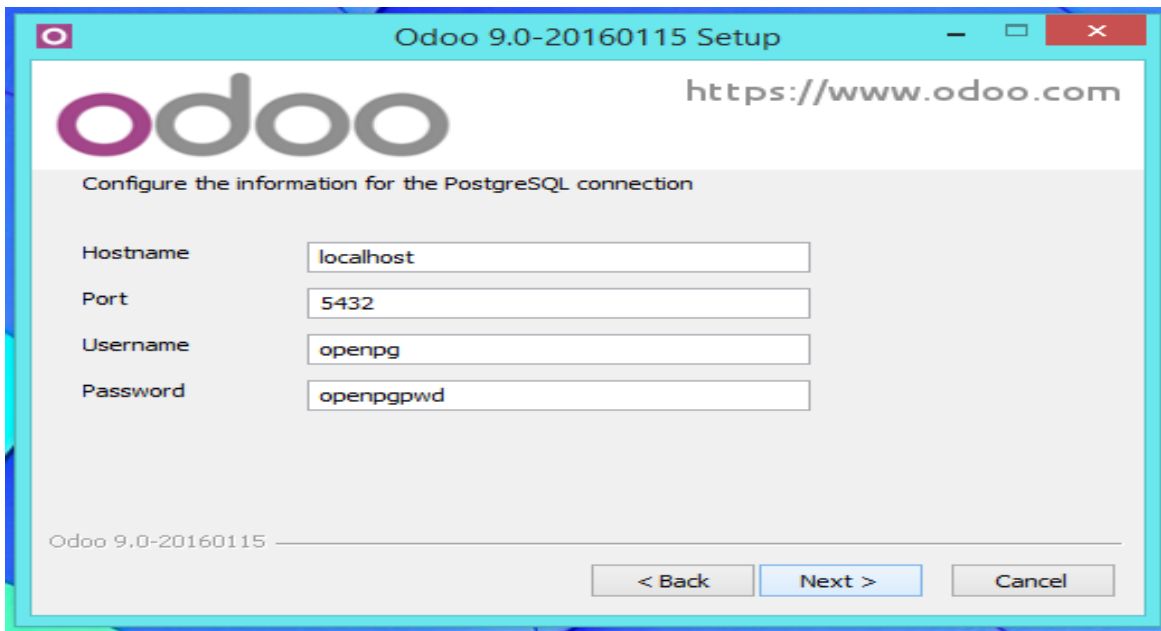 Odoo 9.0-20160115 Setup
odoo
https://www.odoo.com
Configure the information for the PostgreSQL connection
Hostname localhost
Port 5432
Username openpg
Password openpgpwd
Odoo 9.0-20160115
< Back Next > Cancel